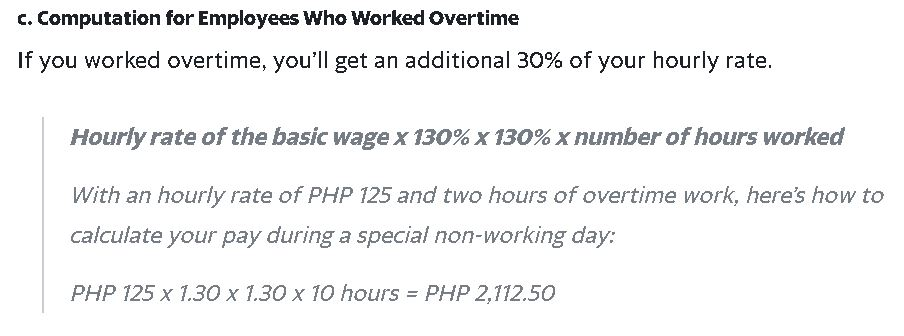 c. Computation for Employees Who Worked Overtime
If you worked overtime, you’ll get an additional 30% of your hourly rate.
Hourly rate of the basic wage x 130% x 130% x number of hours worked
With an hourly rate of PHP 125 and two hours of overtime work, here’s how to
calculate your pay during a special non-working day:
PHP 125 x 1.30 x 1.30 x 10 hours = PHP 2,112.50